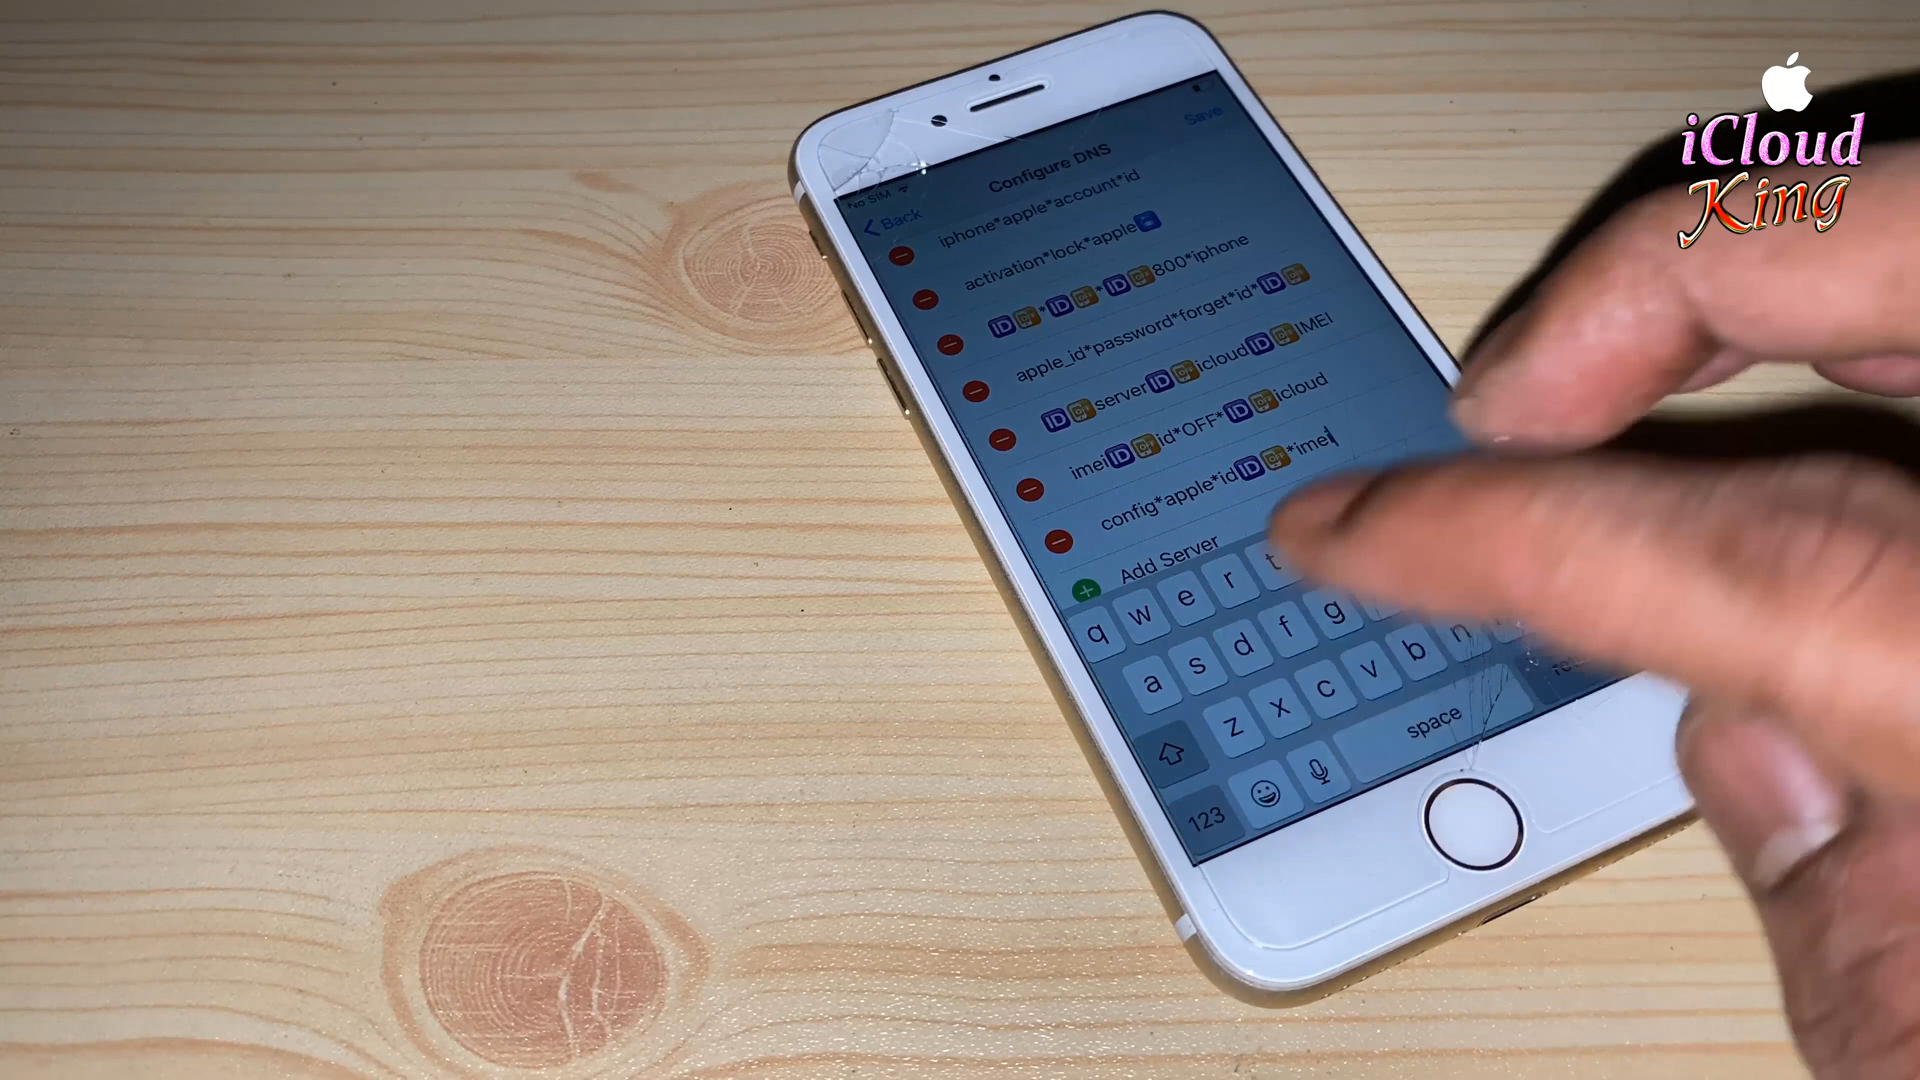 iCloud
King
No SIM
Save
Back
Configure DNS
iphone*apple*account*id
activation*lock*apple
🆔📴*🆔📴*🆔📴800*iphone
apple_id*password*forget*id*🆔📴
🆔📴server🆔📴icloud🆔📴IMEI
imei🆔📴id*OFF*🆔📴icloud
config*apple*id🆔📴*imei
Add Server
q w e r t
a s d f g
z x c v b n
123
space